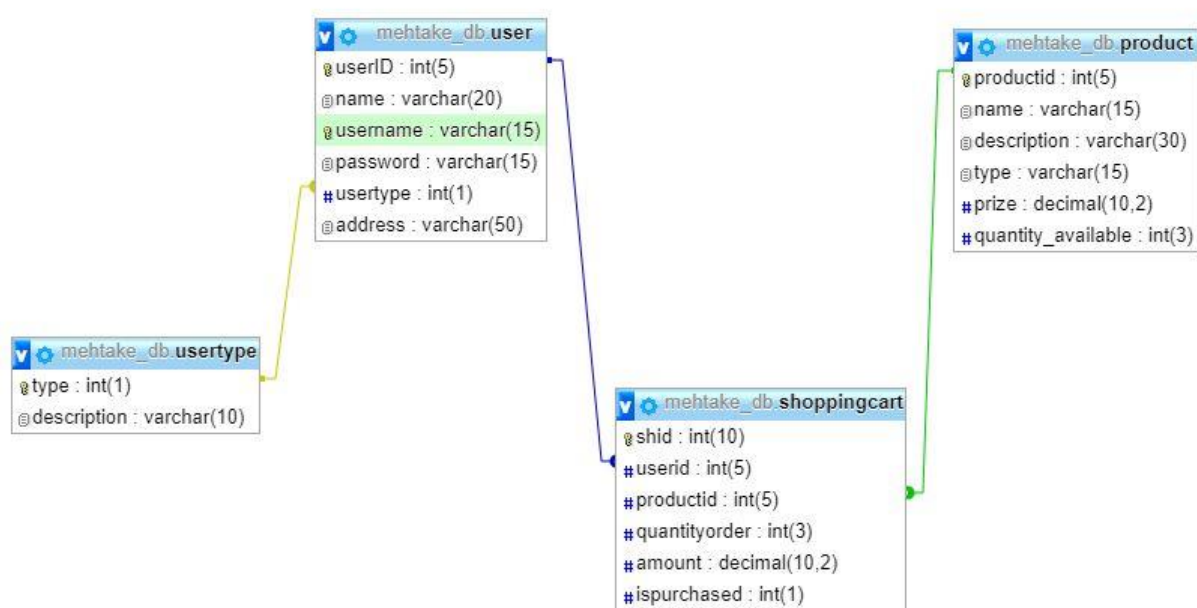 mehtake_db.user
userID : int(5)
name : varchar(20)
username : varchar(15)
password : varchar(15)
#usertype : int(1)
address : varchar(50)
mehtake_db.product
productid : int(5)
name : varchar(15)
description : varchar(30)
type : varchar(15)
#prize : decimal(10,2)
#quantity_available : int(3)
mehtake_db.usertype
type : int(1)
description : varchar(10)
mehtake_db.shoppingcart
shid : int(10)
#userid : int(5)
#productid : int(5)
#quantityorder : int(3)
#amount : decimal(10,2)
#ispurchased : int(1)